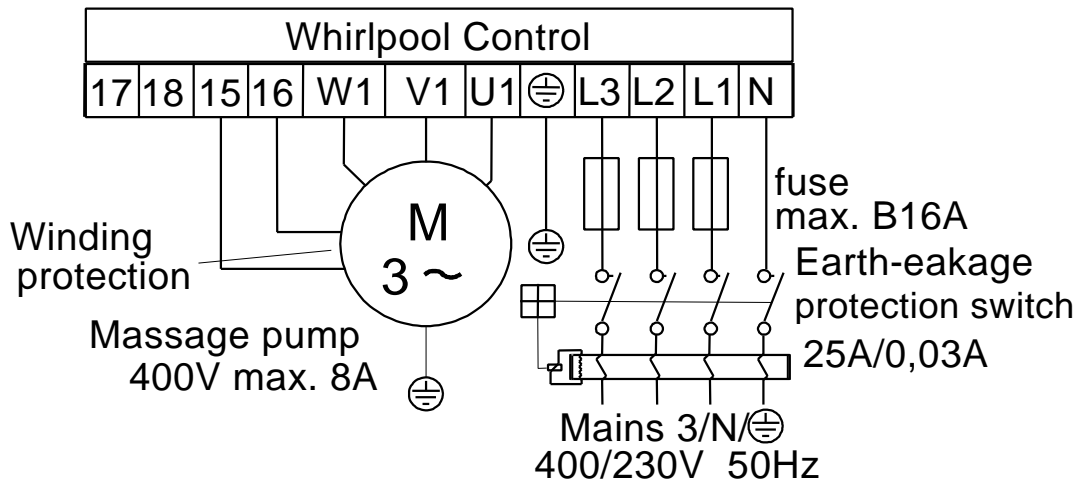 Whirlpool Control
17 18 15 16 W1 V1 U1 L3 L2 L1 N
fuse
max. B16A
M
3 ~
Winding
protection
Earth-eakage
protection switch
25A/0,03A
Massage pump
400V max. 8A
Mains 3/N/⏚
400/230V 50Hz